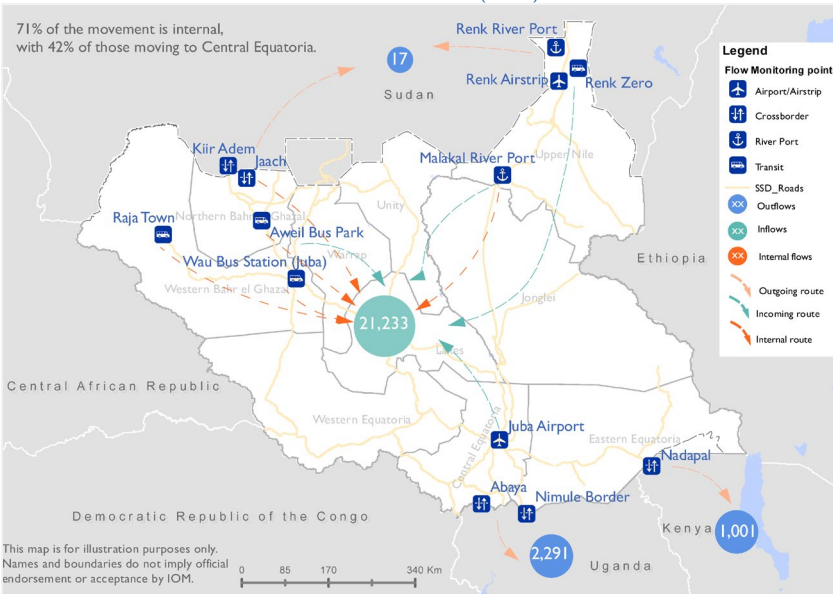 71% of the movement is internal,
with 42% of those moving to Central Equatoria.
Renk River Port
17
Sudan
Renk Airstrip
Renk Zero
Legend
Flow Monitoring point
Airport/Airstrip
Crossborder
River Port
Transit
SSD_Roads
XX Outflows
XX Inflows
XX Internal flows
Outgoing route
Incoming route
Internal route
Kiir Adem
Jaach
Malakal River Port
Upper Nile
Unity
Raja Town
Northern Bahr el Ghazal
Aweil Bus Park
Warrap
Wau Bus Station (Juba)
Western Bahr el Ghazal
Ethiopia
Jonglei
21,233
Lakes
Central African Republic
Western Equatoria
Central Equatoria
Juba Airport
Eastern Equatoria
Nadapal
Abaya
Nimule Border
Democratic Republic of the Congo
Kenya
1,001
2,291
Uganda
This map is for illustration purposes only.
Names and boundaries do not imply official
endorsement or acceptance by IOM.
0 85 170 340 Km